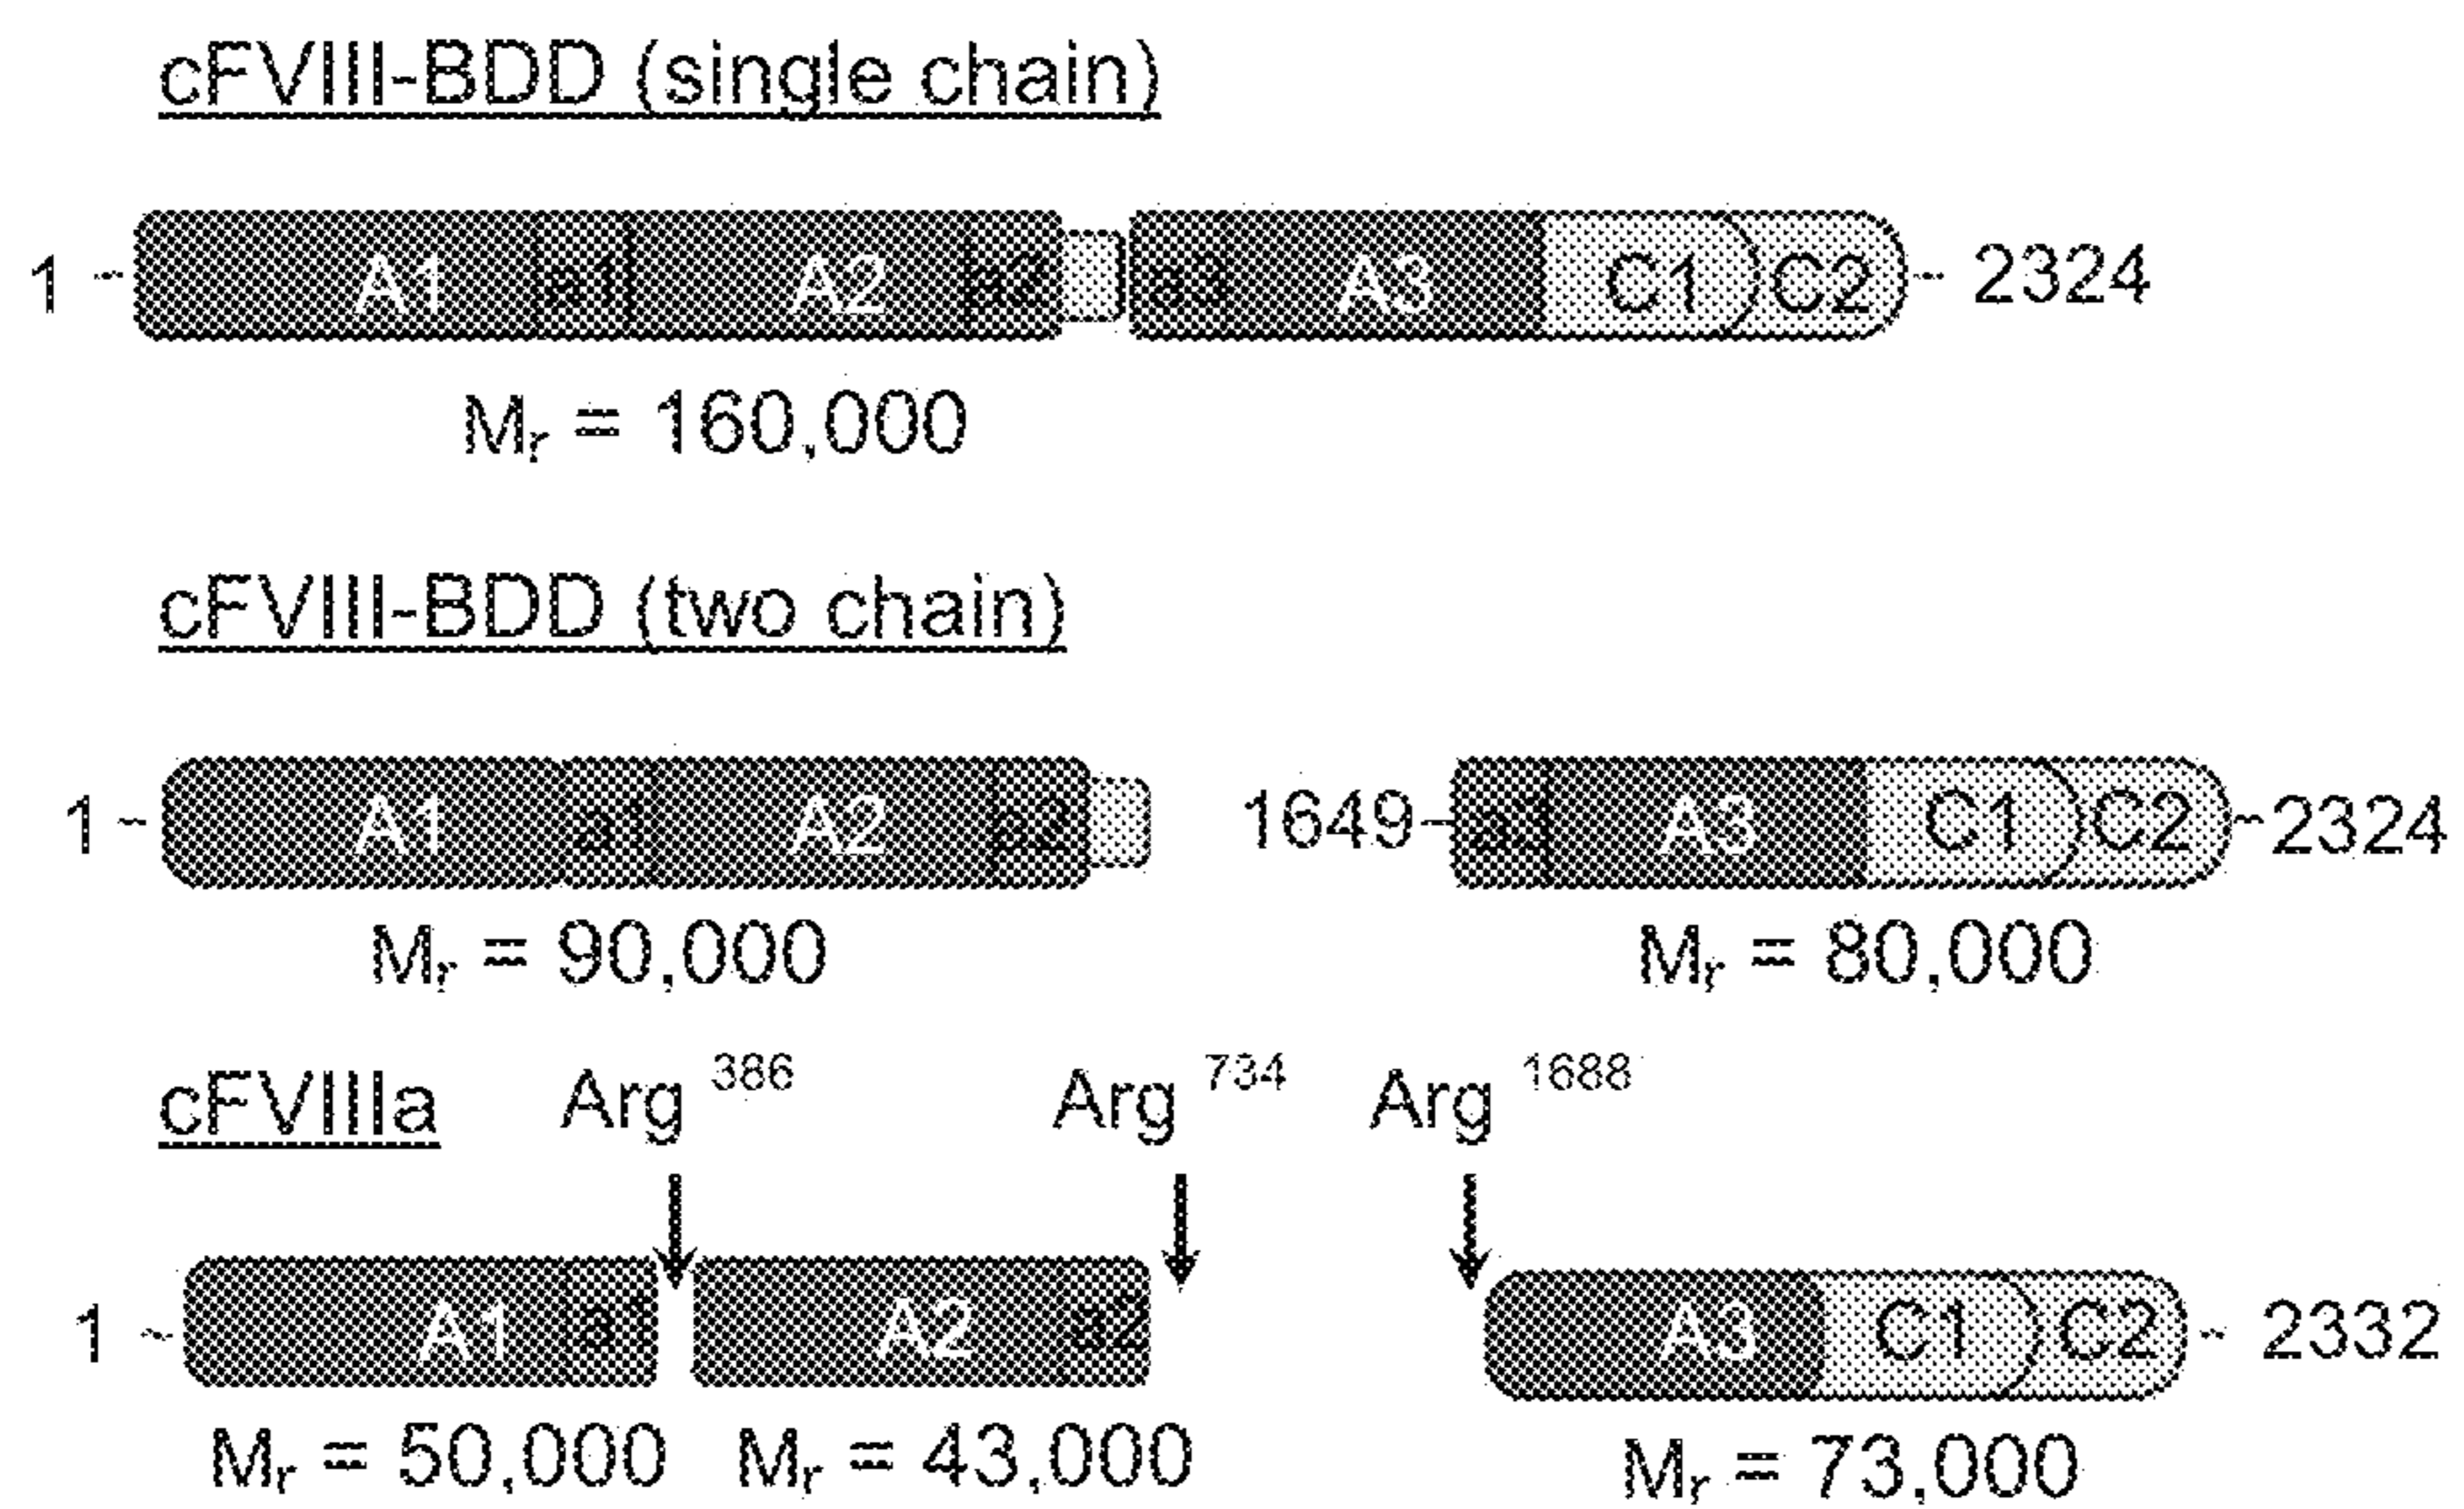 cFVIII-BDD (single chain)
1 A1 a1 A2 a2 a3 A3 C1 C2 2324
Mr = 160,000
cFVIII-BDD (two chain)
1 A1 a1 A2 a2 1649 a3 A3 C1 C2 2324
Mr = 90,000 Mr = 80,000
cFVIIIa Arg 386 Arg 734 Arg 1688
1 A1 a1 A2 a2 A3 C1 C2 2332
Mr = 50,000 Mr = 43,000 Mr = 73,000